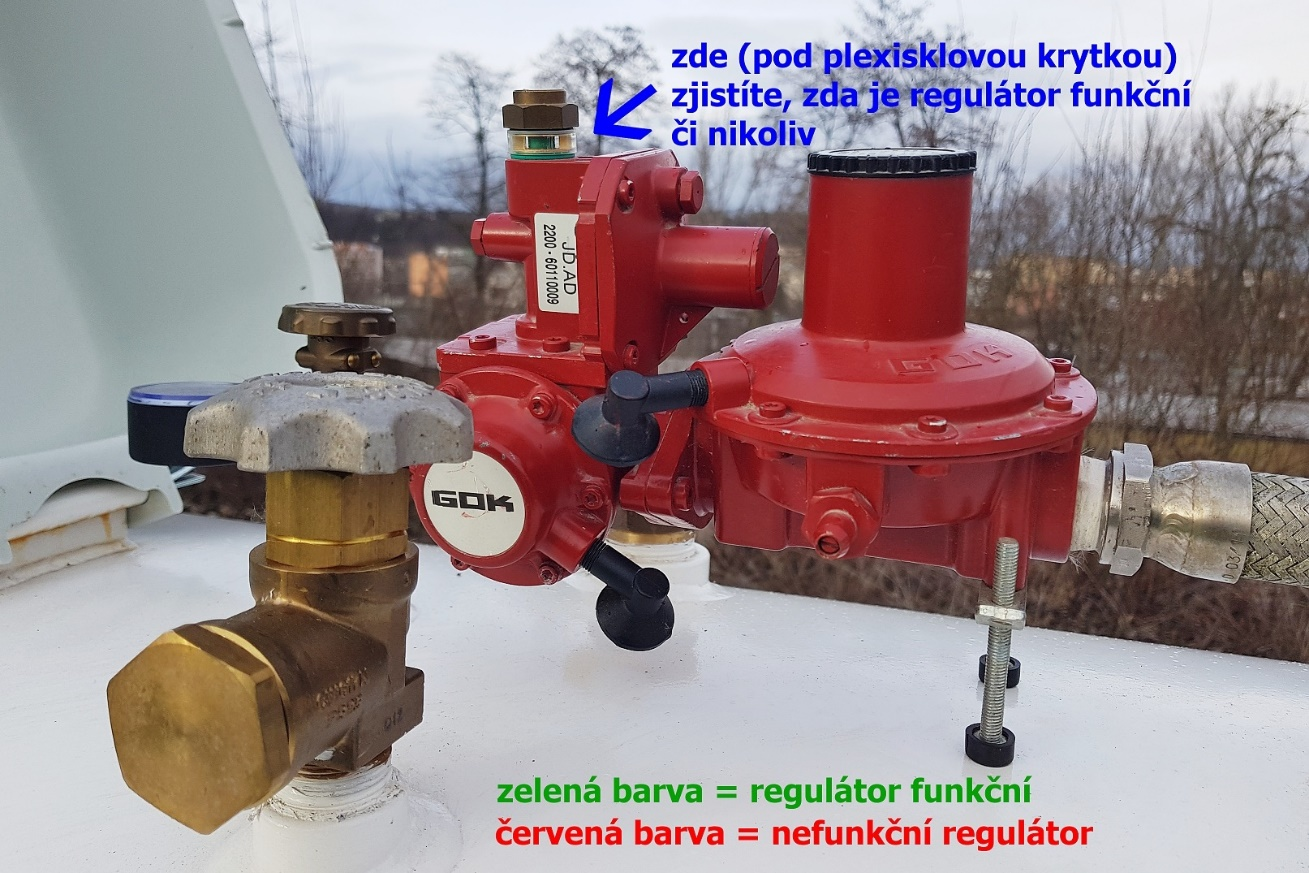 zde (pod plexisklovou krytkou)
zjistíte, zda je regulátor funkční
či nikoliv
JD.AD
2200 - 60110009
GOK
GOK
zelená barva = regulátor funkční
červená barva = nefunkční regulátor